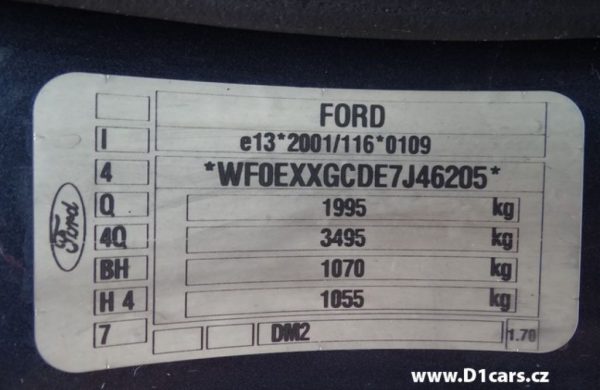 FORD
I e13*2001/116*0109
4 *WF0EXXGCDE7J46205*
Q 1995 kg
4Q 3495 kg
BH 1070 kg
H 4 1055 kg
7 DM2 1.70
Ford
www.D1cars.cz